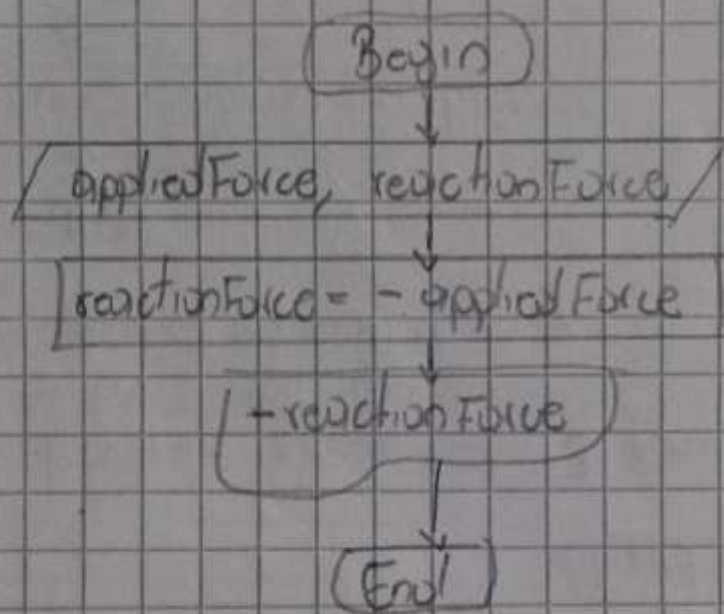 Begin
appliedForce, reactionForce
reactionForce = - appliedForce
-reactionForce
End